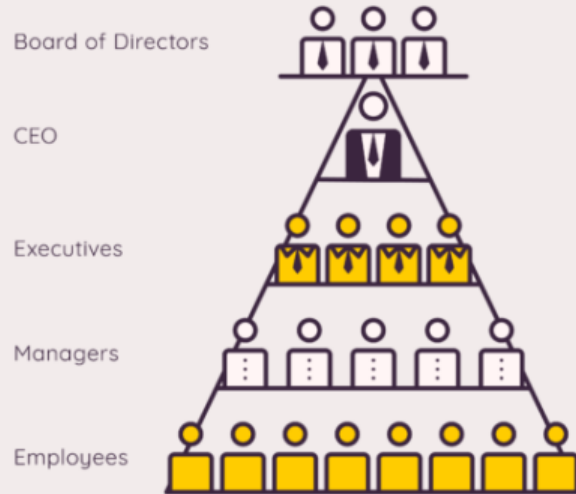 Board of Directors
CEO
Executives
Managers
Employees